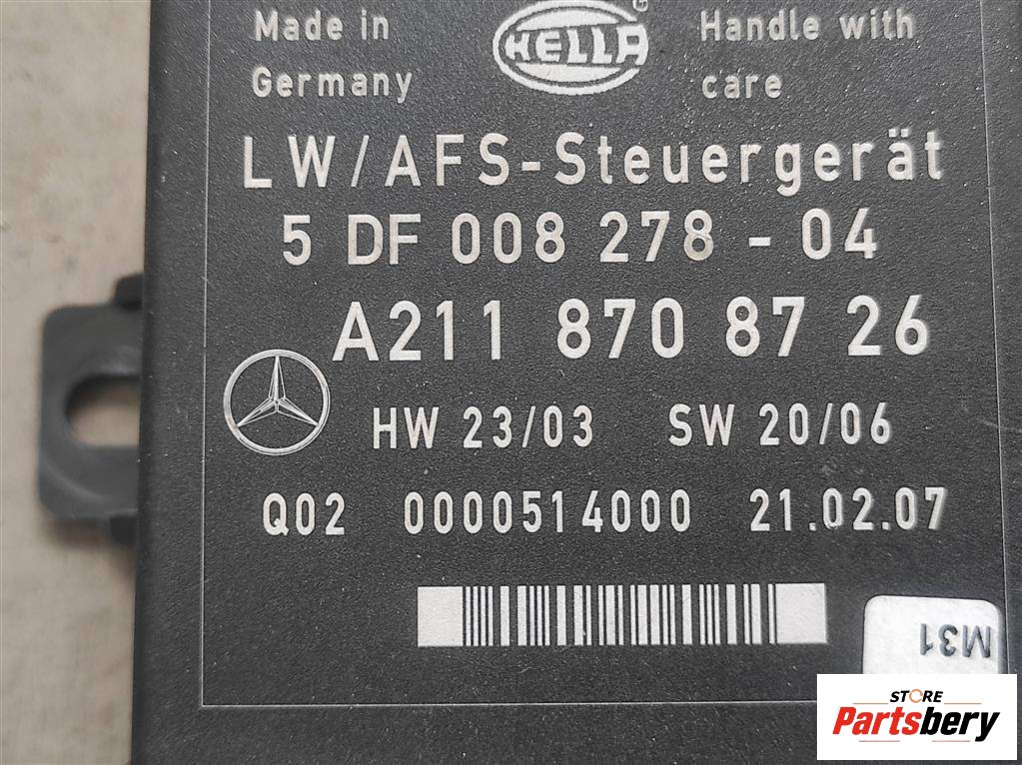 Made in
Germany
HELLA
Handle with
care
LW/AFS-Steuergerät
5 DF 008 278 - 04
A211 870 87 26
HW 23/03 SW 20/06
Q02 0000514000 21.02.07
M31
STORE
Partsbery